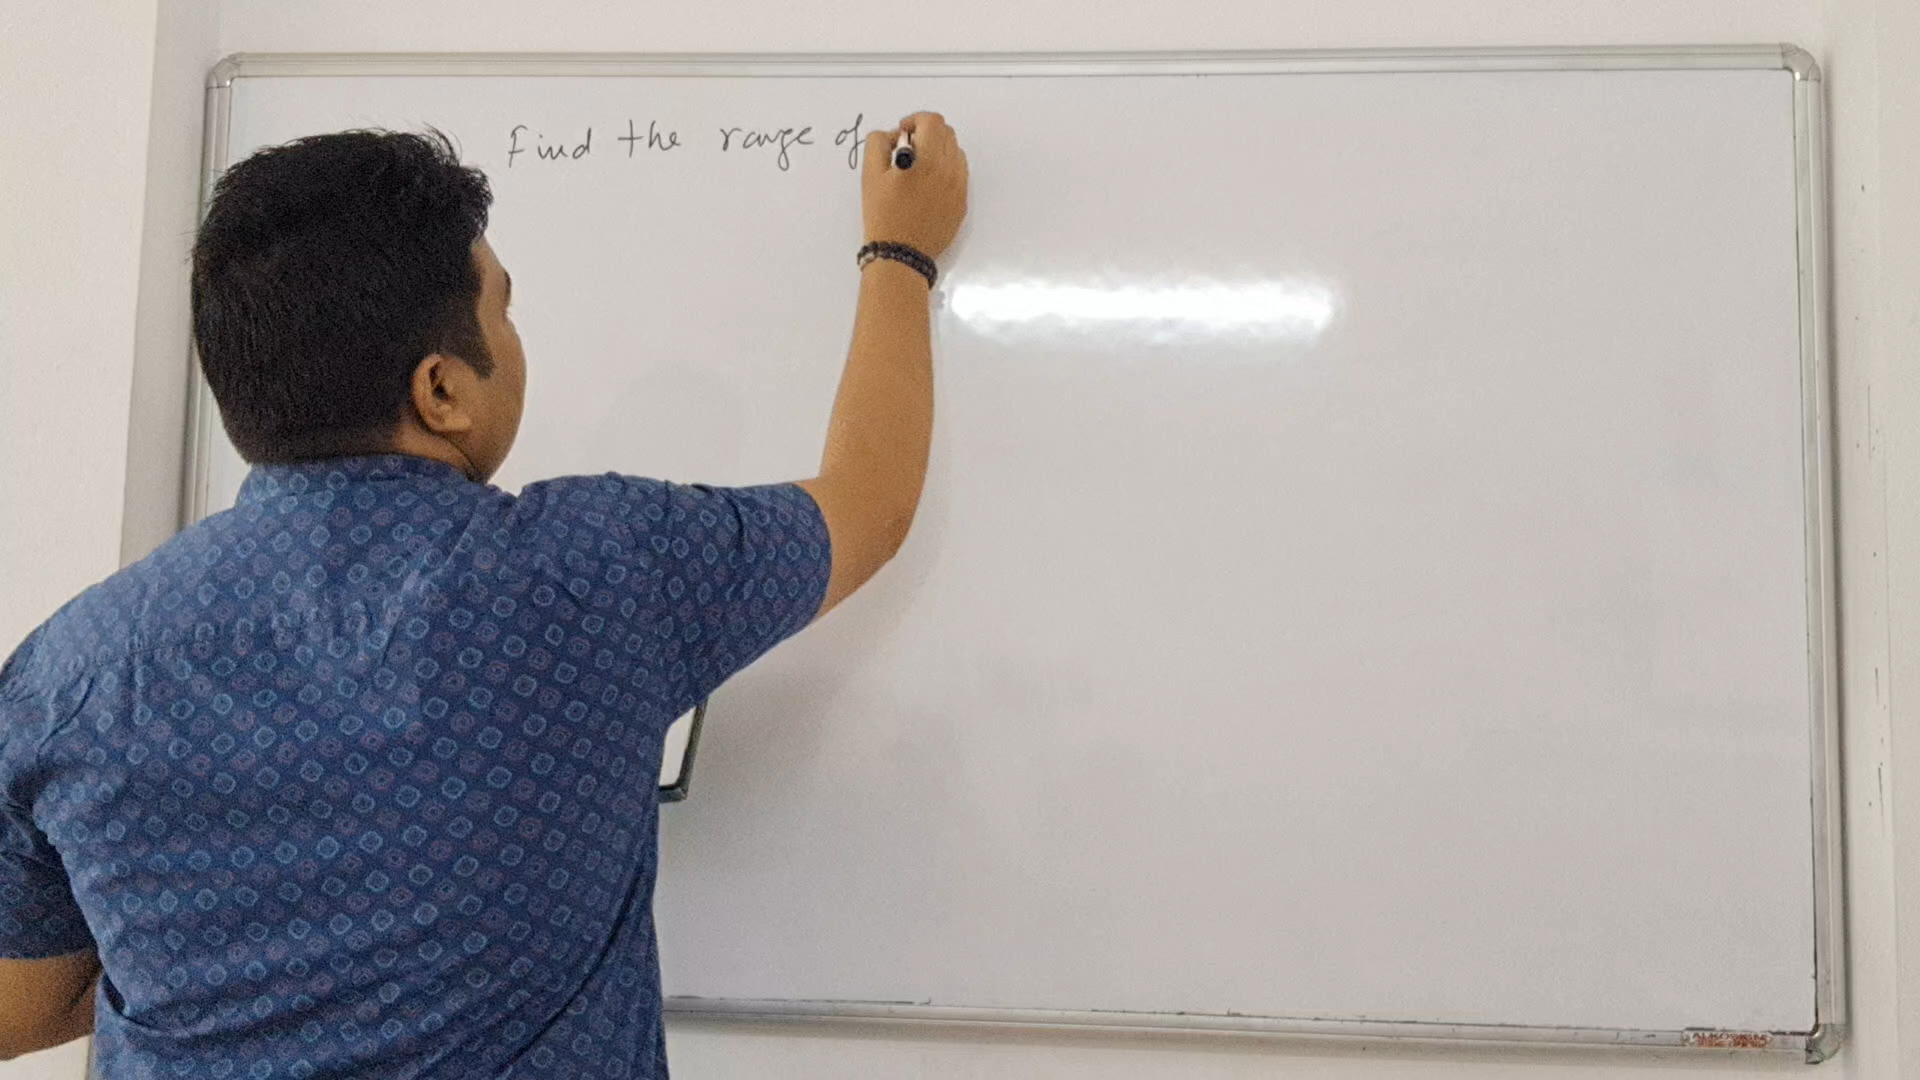 Find the range of